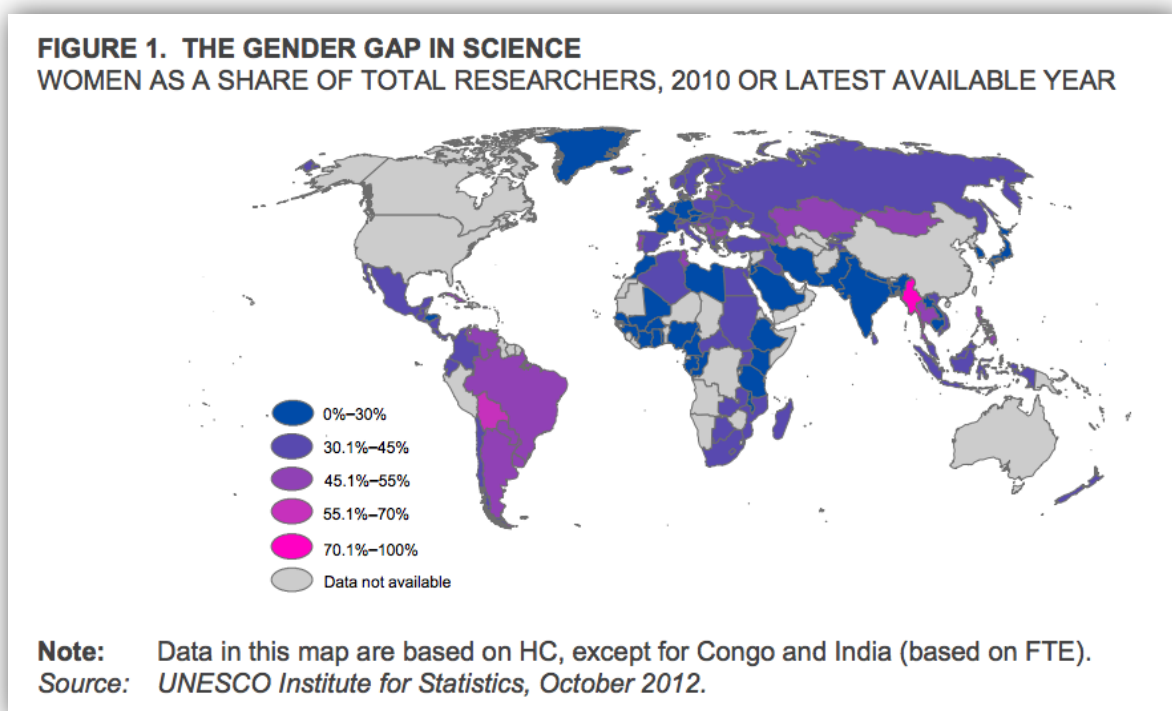 FIGURE 1. THE GENDER GAP IN SCIENCE
WOMEN AS A SHARE OF TOTAL RESEARCHERS, 2010 OR LATEST AVAILABLE YEAR
0%–30%
30.1%–45%
45.1%–55%
55.1%–70%
70.1%–100%
Data not available
Note: Data in this map are based on HC, except for Congo and India (based on FTE).
Source: UNESCO Institute for Statistics, October 2012.